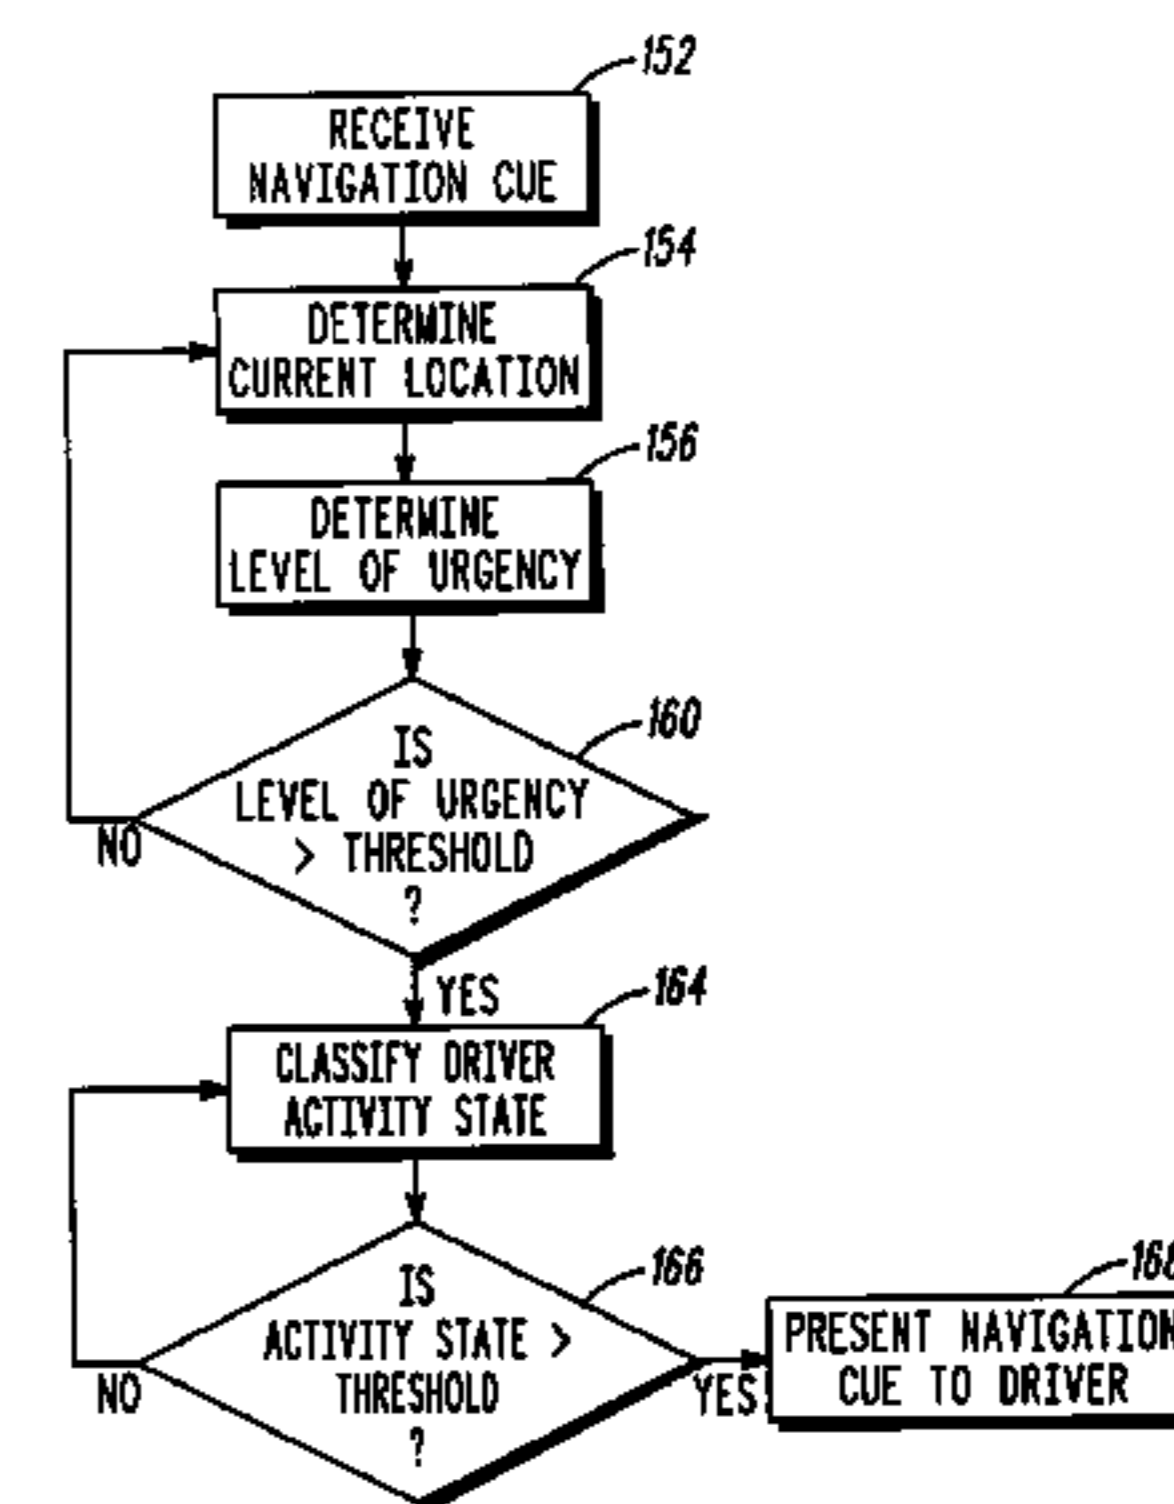 152
RECEIVE
NAVIGATION CUE
154
DETERMINE
CURRENT LOCATION
156
DETERMINE
LEVEL OF URGENCY
160
IS
LEVEL OF URGENCY
> THRESHOLD
?
NO
YES
164
CLASSIFY DRIVER
ACTIVITY STATE
166
IS
ACTIVITY STATE >
THRESHOLD
?
NO
YES
168
PRESENT NAVIGATION
CUE TO DRIVER